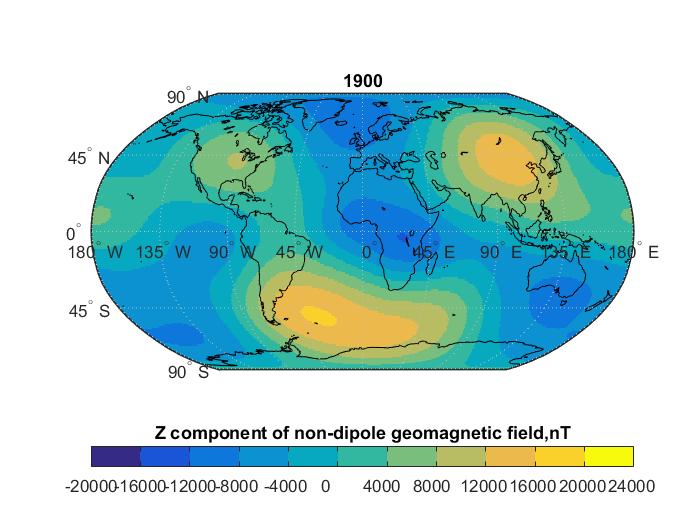 1900
90° N
45° N
0°
180° W 135° W 90° W 45° W 0° 45° E 90° E 135° E 180° E
45° S
90° S
Z component of non-dipole geomagnetic field,nT
-20000 -16000 -12000 -8000 -4000 0 4000 8000 12000 16000 20000 24000